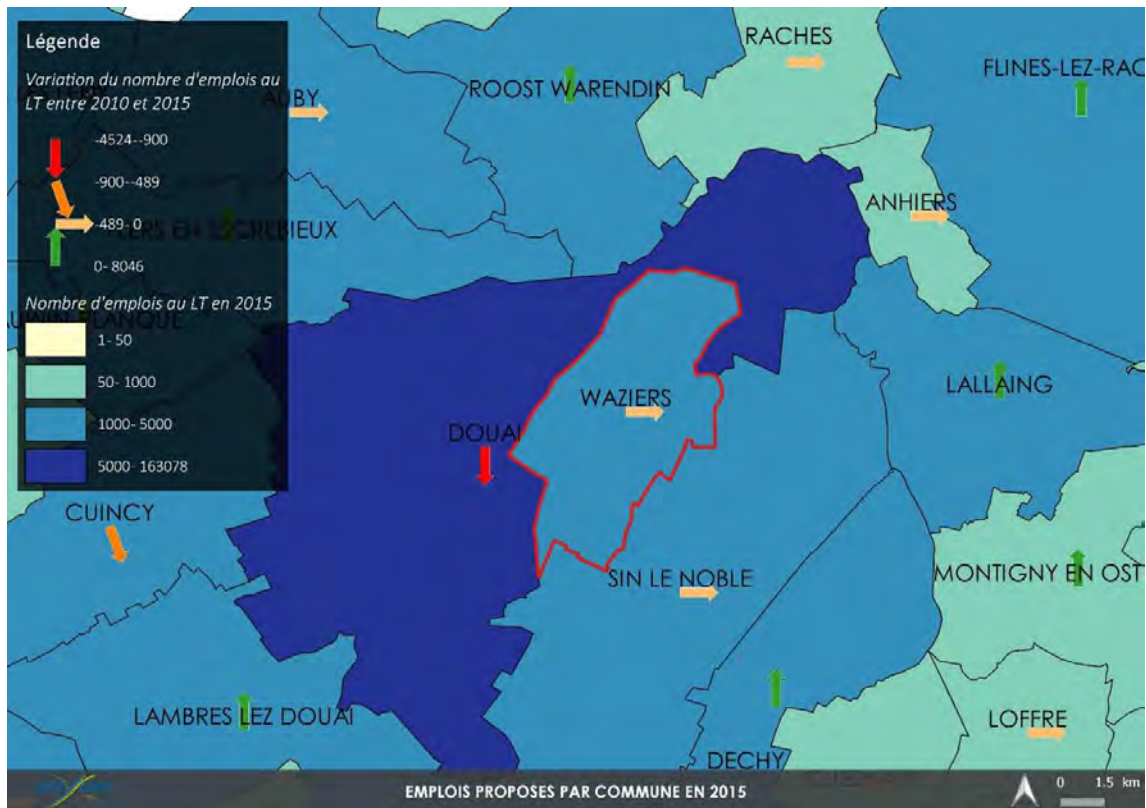 Légende
Variation du nombre d'emplois au
LT entre 2010 et 2015
-4524--900
-900--489
-489- 0
0- 8046
Nombre d'emplois au LT en 2015
1- 50
50- 1000
1000- 5000
5000- 163078
RACHES
FLINES-LEZ-RAC
ROOST WARENDIN
AUBY
ANHIERS
LALLAING
WAZIERS
DOUAI
CUINCY
SIN LE NOBLE
MONTIGNY EN OST
LAMBRES LEZ DOUAI
LOFFRE
DECHY
EMPLOIS PROPOSES PAR COMMUNE EN 2015
0 1.5 km